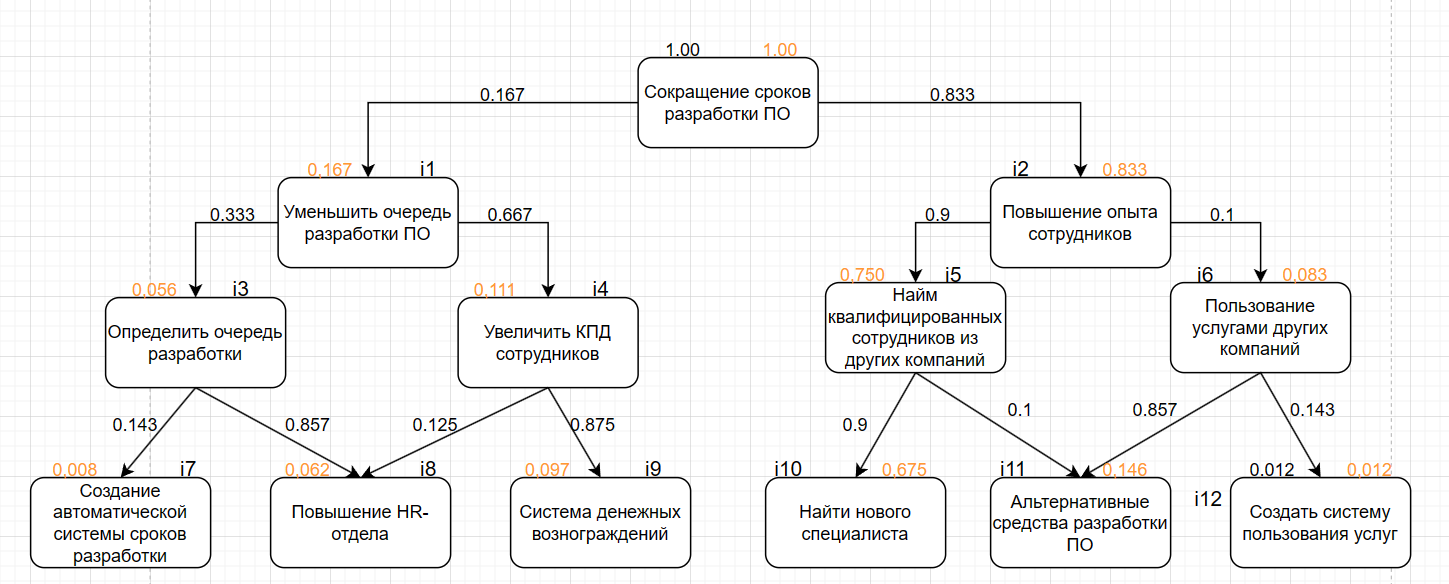 1.00 1.00
Сокращение сроков
разработки ПО
0.167 0.833
0,167 i1 i2 0.833
Уменьшить очередь
разработки ПО
Повышение опыта
сотрудников
0.333 0.667 0.9 0.1
0,056 i3 0,111 i4 0,750 i5 i6 0,083
Определить очередь
разработки
Увеличить КПД
сотрудников
Найм
квалифицированных
сотрудников из
других компаний
Пользование
услугами других
компаний
0.143 0.857 0.125 0.875 0.9 0.1 0.857 0.143
0,008 i7 0,062 i8 0,097 i9 i10 0,675 i11 0,146 i12 0.012 0,012
Создание
автоматической
системы сроков
разработки
Повышение HR-
отдела
Система денежных
вознограждений
Найти нового
специалиста
Альтернативные
средства разработки
ПО
Создать систему
пользования услуг